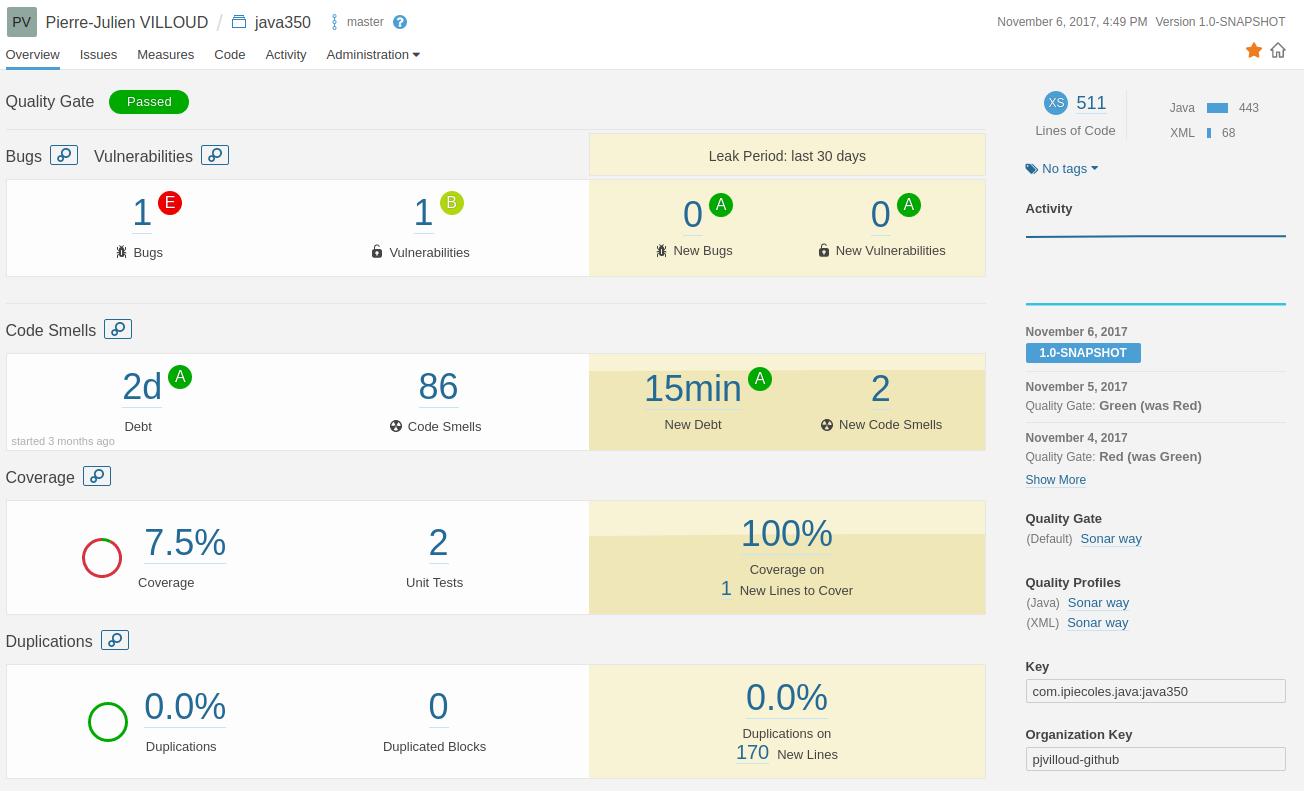 PV Pierre-Julien VILLOUD / java350 master ?
November 6, 2017, 4:49 PM Version 1.0-SNAPSHOT
Overview Issues Measures Code Activity Administration
Quality Gate Passed
Bugs Vulnerabilities
Leak Period: last 30 days
1 E
Bugs
1 B
Vulnerabilities
0 A
New Bugs
0 A
New Vulnerabilities
Code Smells
2d A
Debt
started 3 months ago
86
Code Smells
15min A
New Debt
2
New Code Smells
Coverage
7.5%
Coverage
2
Unit Tests
100%
Coverage on
1 New Lines to Cover
Duplications
0.0%
Duplications
0
Duplicated Blocks
0.0%
Duplications on
170 New Lines
XS 511
Lines of Code
Java 443
XML 68
No tags
Activity
November 6, 2017
1.0-SNAPSHOT
November 5, 2017
Quality Gate: Green (was Red)
November 4, 2017
Quality Gate: Red (was Green)
Show More
Quality Gate
(Default) Sonar way
Quality Profiles
(Java) Sonar way
(XML) Sonar way
Key
com.ipiecoles.java:java350
Organization Key
pjvilloud-github